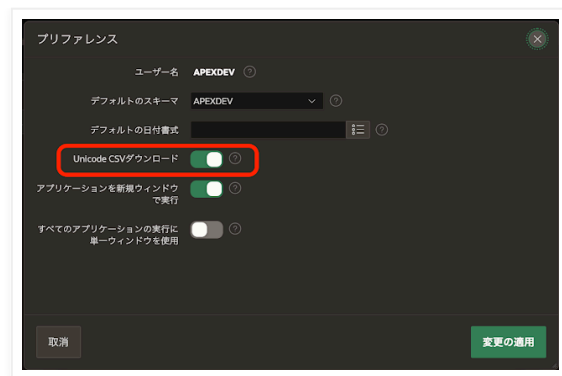 プリファレンス
ユーザー名 APEXDEV
デフォルトのスキーマ APEXDEV
デフォルトの日付書式
Unicode CSVダウンロード
アプリケーションを新規ウィンドウ
で実行
すべてのアプリケーションの実行に
単一ウィンドウを使用
取消 変更の適用